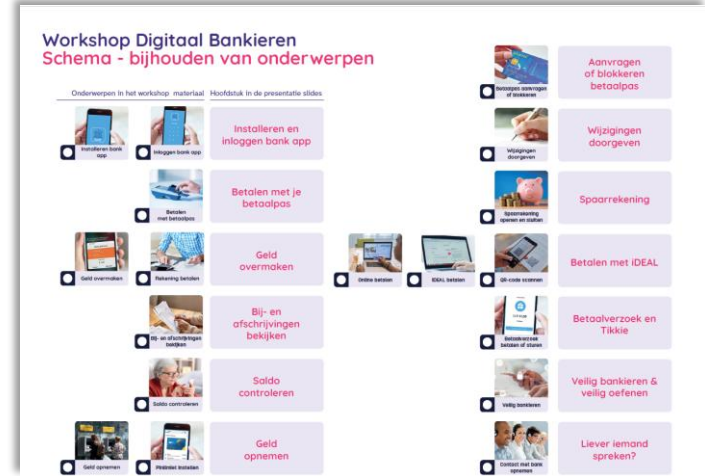 Workshop Digitaal Bankieren
Schema - bijhouden van onderwerpen
Onderwerpen in het workshop materiaal
Hoofdstuk in de presentatie slides
Installeren bank
app
Inloggen bank app
Installeren en
inloggen bank app
Betalen
met betaalpas
Betalen met je
betaalpas
Geld overmaken
Rekening betalen
Geld
overmaken
Bij- en afschrijvingen
bekijken
Bij- en
afschrijvingen
bekijken
Saldo controleren
Saldo
controleren
Geld opnemen
Geld
opnemen
Betaalpas aanvragen
of blokkeren
Aanvragen
of blokkeren
betaalpas
Wijzigingen
doorgeven
Wijzigingen
doorgeven
Spaarrekening
openen en sluiten
Spaarrekening
Online betalen
iDEAL betalen
QR-code scannen
Betalen met iDEAL
Betaalverzoek
betalen of sturen
Betaalverzoek en
Tikkie
Veilig bankieren
Veilig bankieren &
veilig oefenen
Contact met bank
opnemen
Liever iemand
spreken?